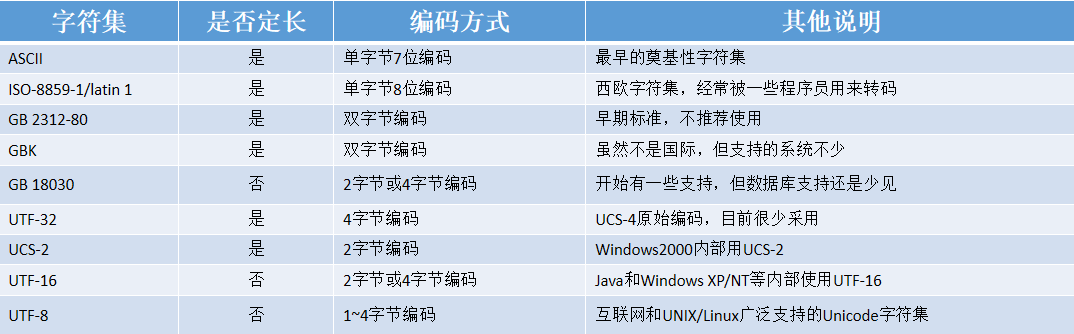 字符集 是否定长 编码方式 其他说明
ASCII 是 单字节7位编码 最早的奠基性字符集
ISO-8859-1/latin 1 是 单字节8位编码 西欧字符集，经常被一些程序员用来转码
GB 2312-80 是 双字节编码 早期标准，不推荐使用
GBK 是 双字节编码 虽然不是国际，但支持的系统不少
GB 18030 否 2字节或4字节编码 开始有一些支持，但数据库支持还是少见
UTF-32 是 4字节编码 UCS-4原始编码，目前很少采用
UCS-2 是 2字节编码 Windows2000内部用UCS-2
UTF-16 否 2字节或4字节编码 Java和Windows XP/NT等内部使用UTF-16
UTF-8 否 1~4字节编码 互联网和UNIX/Linux广泛支持的Unicode字符集